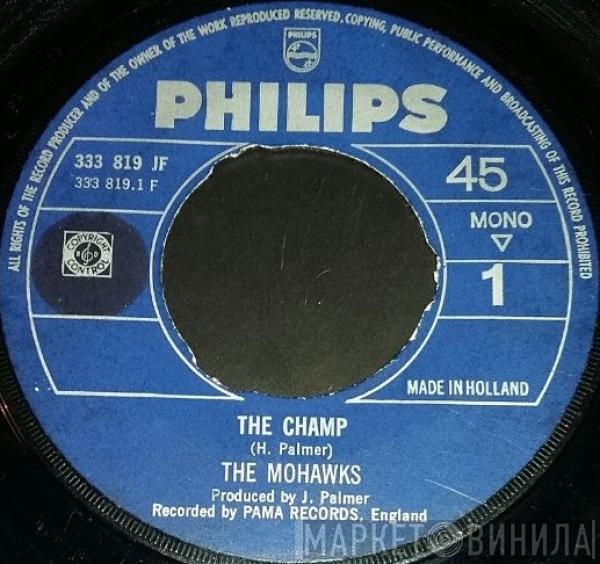 ALL RIGHTS OF THE RECORD PRODUCER AND OF THE OWNER OF THE WORK REPRODUCED RESERVED. COPYING, PUBLIC PERFORMANCE AND BROADCASTING OF THIS RECORD PROHIBITED
PHILIPS
PHILIPS
333 819 JF
333 819.1 F
45
MONO
1
COPYRIGHT
B D
CONTROL
MADE IN HOLLAND
THE CHAMP
(H. Palmer)
THE MOHAWKS
Produced by J. Palmer
Recorded by PAMA RECORDS, England
МАРКЕТ ВИНИЛА